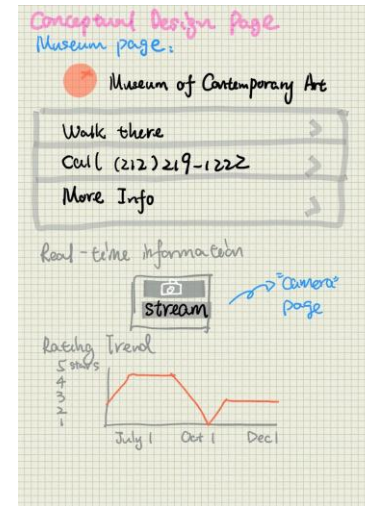 Conceptual Design Page
Museum page:
Museum of Contemporary Art
Walk there
Call (212) 219-1222
More Info
Real-time information
stream
"Camera" page
Rating Trend
5 stars
4
3
2
1
July 1 Oct 1 Dec 1